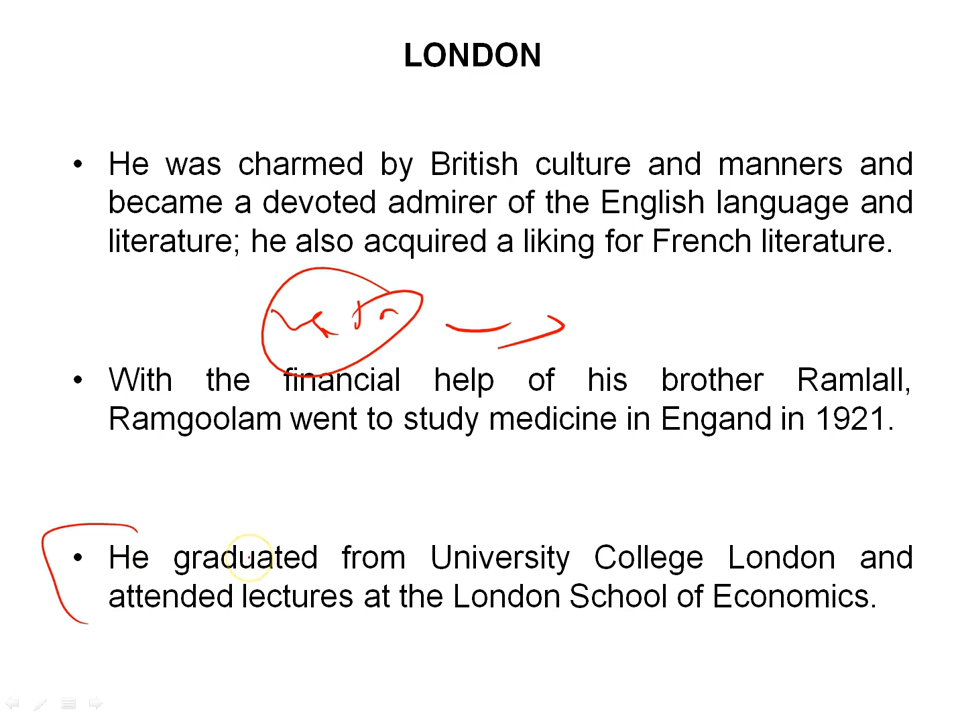 LONDON
• He was charmed by British culture and manners and
became a devoted admirer of the English language and
literature; he also acquired a liking for French literature.
• With the financial help of his brother Ramlall,
Ramgoolam went to study medicine in Engand in 1921.
• He graduated from University College London and
attended lectures at the London School of Economics.